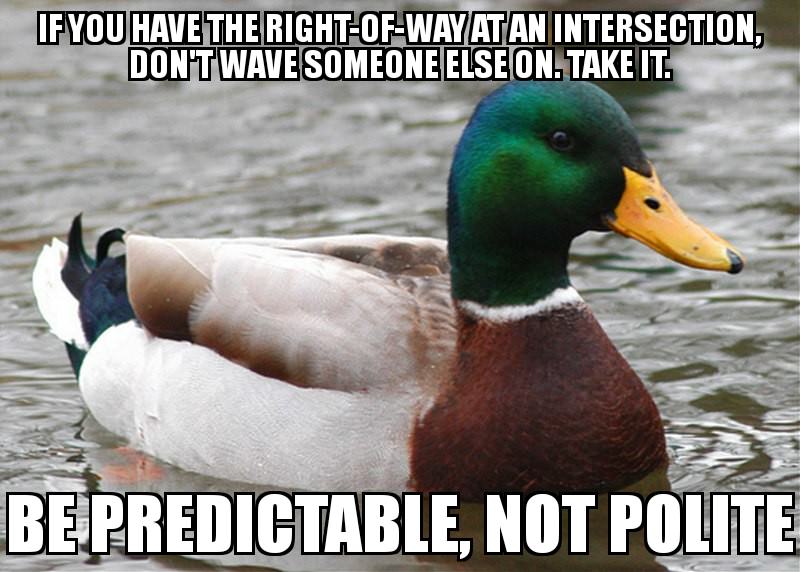 IF YOU HAVE THE RIGHT-OF-WAY AT AN INTERSECTION,
DON'T WAVE SOMEONE ELSE ON. TAKE IT.
BE PREDICTABLE, NOT POLITE